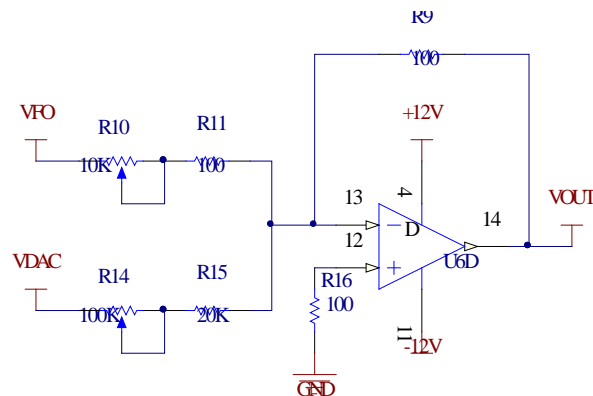 R9
100
VFO
R10
R11
10K
100
+12V
13
4
VOUT
12
D
14
U6D
VDAC
R14
R15
R16
100K
20K
100
11
-12V
GND